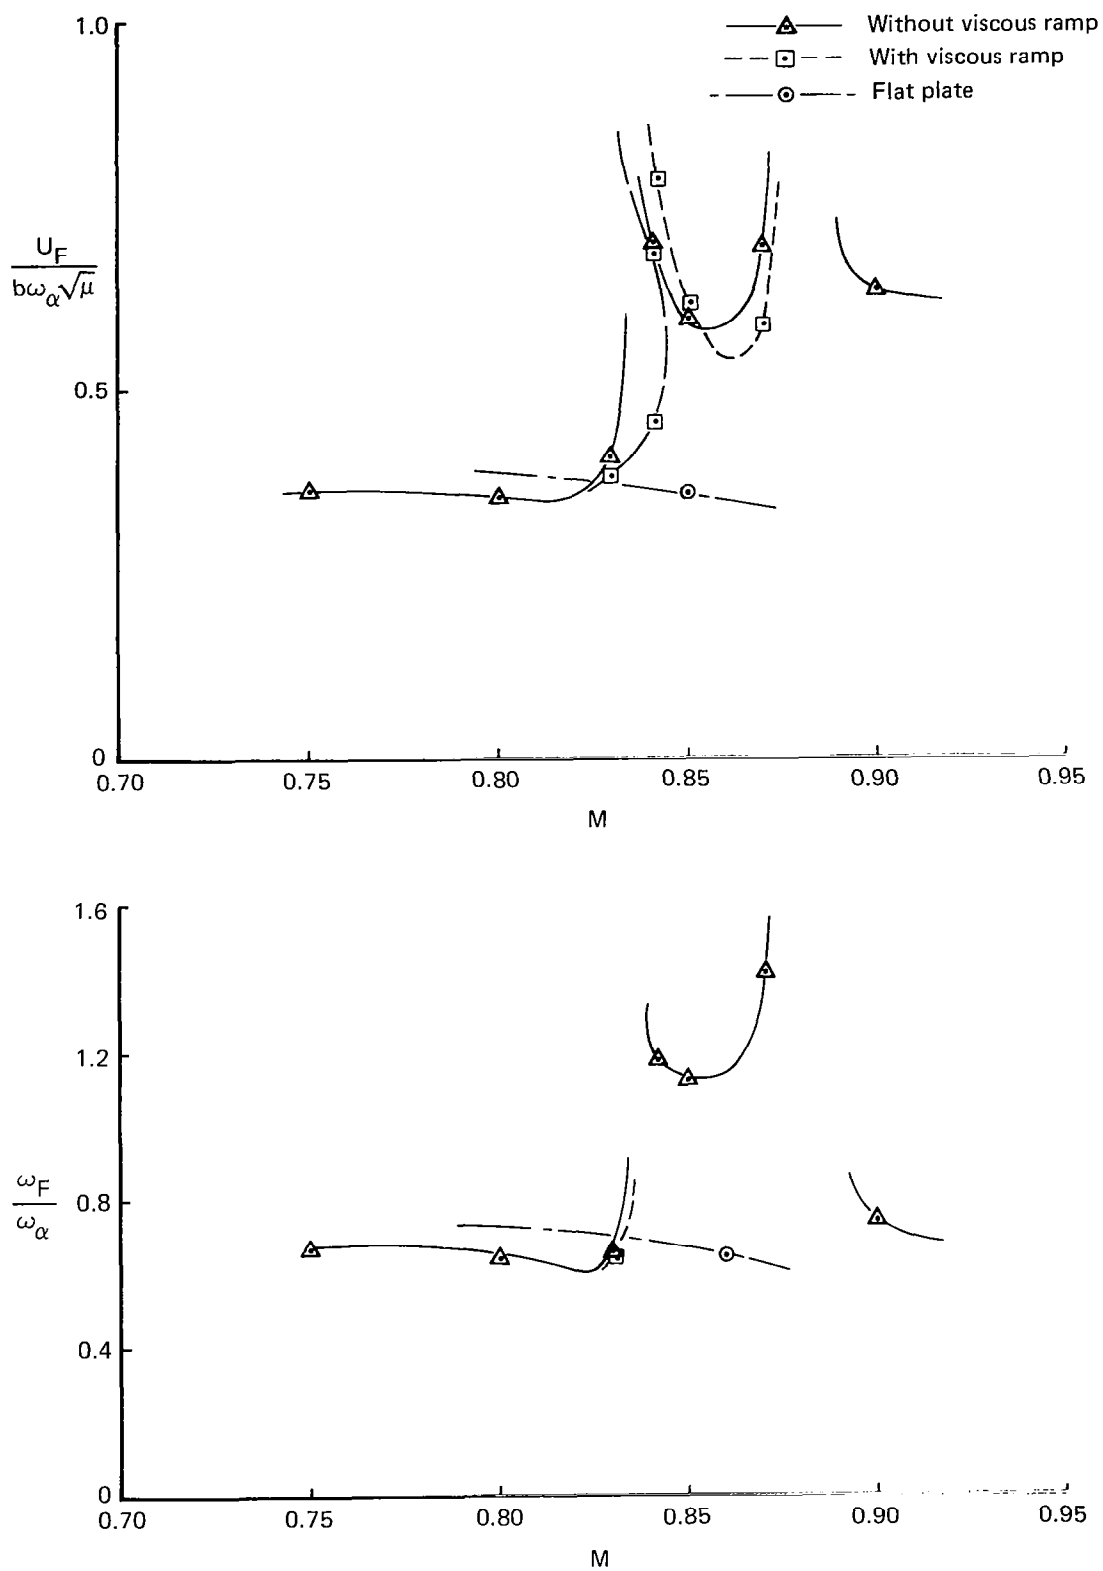 1.0
Without viscous ramp
With viscous ramp
Flat plate
U_F
bω_α√μ
0.5
0
0.70 0.75 0.80 0.85 0.90 0.95
M
1.6
1.2
ω_F
ω_α
0.8
0.4
0
0.70 0.75 0.80 0.85 0.90 0.95
M